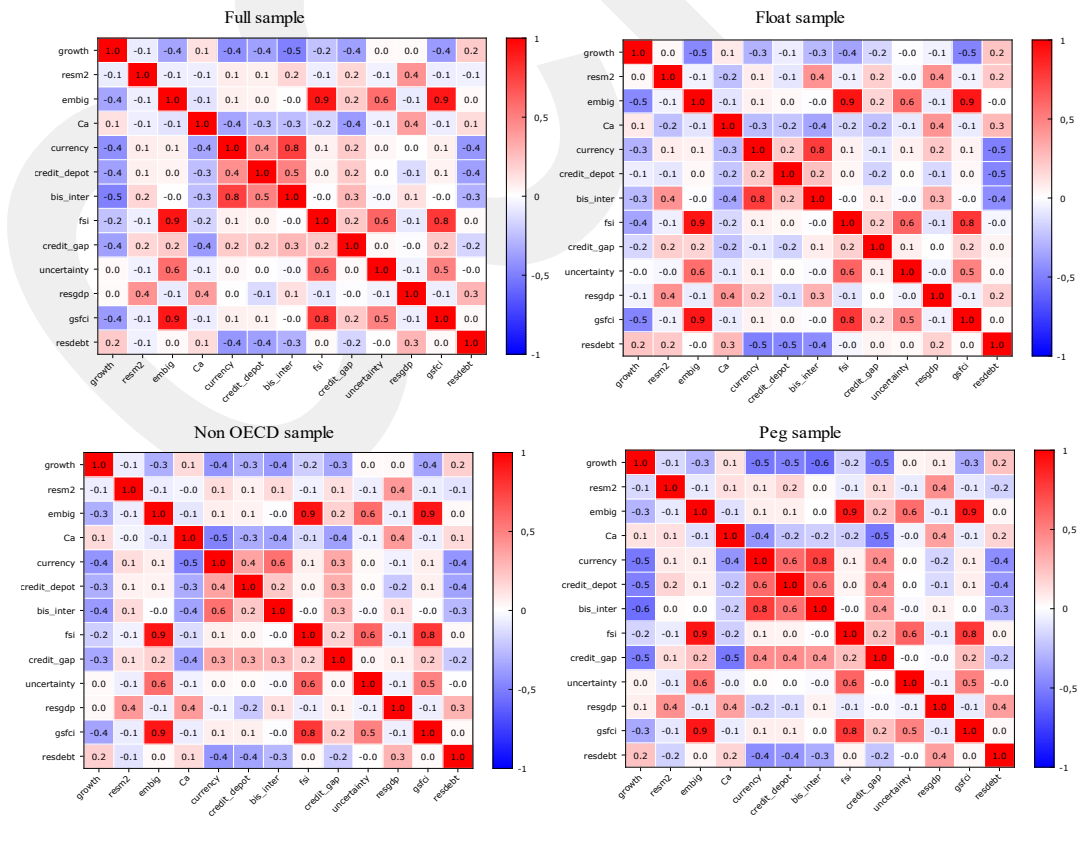 Full sample
growth 1.0 -0.1 -0.4 0.1 -0.4 -0.4 -0.5 -0.2 -0.4 0.0 0.0 -0.4 0.2
resm2 -0.1 1.0 -0.1 -0.1 0.1 0.1 0.2 -0.1 0.2 -0.1 0.4 -0.1 -0.1
embig -0.4 -0.1 1.0 -0.1 0.1 0.0 -0.0 0.9 0.2 0.6 -0.1 0.9 0.0
Ca 0.1 -0.1 -0.1 1.0 -0.4 -0.3 -0.3 -0.2 -0.4 -0.1 0.4 -0.1 0.1
currency -0.4 0.1 0.1 -0.4 1.0 0.4 0.8 0.1 0.2 0.0 0.0 0.1 -0.4
credit_depot -0.4 0.1 0.0 -0.3 0.4 1.0 0.5 0.0 0.2 0.0 -0.1 0.1 -0.4
bis_inter -0.5 0.2 -0.0 -0.3 0.8 0.5 1.0 -0.0 0.3 -0.0 0.1 0.0 -0.3
fsi -0.2 -0.1 0.9 -0.2 0.1 0.0 -0.0 1.0 0.2 0.6 -0.1 0.8 0.0
credit_gap -0.4 0.2 0.2 -0.4 0.2 0.2 0.3 0.2 1.0 0.0 -0.0 0.2 -0.2
uncertainty 0.0 -0.1 0.6 -0.1 0.0 0.0 -0.0 0.6 0.0 1.0 -0.1 0.5 -0.0
resgdp 0.0 0.4 -0.1 0.4 0.0 -0.1 0.1 -0.1 -0.0 -0.1 1.0 -0.1 0.3
gsfci -0.4 -0.1 0.9 -0.1 0.1 0.1 0.0 0.8 0.2 0.5 -0.1 1.0 0.0
resdebt 0.2 -0.1 0.0 0.1 -0.4 -0.4 -0.3 0.0 -0.2 -0.0 0.3 0.0 1.0
growth resm2 embig Ca currency credit_depot bis_inter fsi credit_gap uncertainty resgdp gsfci resdebt
1
0,5
0
-0,5
-1
Float sample
growth 1.0 0.0 -0.5 0.1 -0.3 -0.1 -0.3 -0.4 -0.2 -0.0 -0.1 -0.5 0.2
resm2 0.0 1.0 -0.1 -0.2 0.1 -0.1 0.4 -0.1 0.2 -0.0 0.4 -0.1 0.2
embig -0.5 -0.1 1.0 -0.1 0.1 0.0 -0.0 0.9 0.2 0.6 -0.1 0.9 -0.0
Ca 0.1 -0.2 -0.1 1.0 -0.3 -0.2 -0.4 -0.2 -0.2 -0.1 0.4 -0.1 0.3
currency -0.3 0.1 0.1 -0.3 1.0 0.2 0.8 0.1 -0.1 0.1 0.2 0.1 -0.5
credit_depot -0.1 -0.1 0.0 -0.2 0.2 1.0 0.2 0.0 -0.2 0.0 -0.1 0.0 -0.5
bis_inter -0.3 0.4 -0.0 -0.4 0.8 0.2 1.0 -0.0 0.1 -0.0 0.3 -0.0 -0.4
fsi -0.4 -0.1 0.9 -0.2 0.1 0.0 -0.0 1.0 0.2 0.6 -0.1 0.8 -0.0
credit_gap -0.2 0.2 0.2 -0.2 -0.1 -0.2 0.1 0.2 1.0 0.1 0.0 0.2 0.0
uncertainty -0.0 -0.0 0.6 -0.1 0.1 0.0 -0.0 0.6 0.1 1.0 -0.0 0.5 0.0
resgdp -0.1 0.4 -0.1 0.4 0.2 -0.1 0.3 -0.1 0.0 -0.0 1.0 -0.1 0.2
gsfci -0.5 -0.1 0.9 -0.1 0.1 0.0 -0.0 0.8 0.2 0.5 -0.1 1.0 0.0
resdebt 0.2 0.2 -0.0 0.3 -0.5 -0.5 -0.4 -0.0 0.0 0.0 0.2 0.0 1.0
growth resm2 embig Ca currency credit_depot bis_inter fsi credit_gap uncertainty resgdp gsfci resdebt
1
0,5
0
-0,5
-1
Non OECD sample
growth 1.0 -0.1 -0.3 0.1 -0.4 -0.3 -0.4 -0.2 -0.3 0.0 0.0 -0.4 0.2
resm2 -0.1 1.0 -0.1 -0.0 0.1 0.1 0.1 -0.1 0.1 -0.1 0.4 -0.1 -0.1
embig -0.3 -0.1 1.0 -0.1 0.1 0.1 -0.0 0.9 0.2 0.6 -0.1 0.9 0.0
Ca 0.1 -0.0 -0.1 1.0 -0.5 -0.3 -0.4 -0.1 -0.4 -0.1 0.4 -0.1 0.1
currency -0.4 0.1 0.1 -0.5 1.0 0.4 0.6 0.1 0.3 0.0 -0.1 0.1 -0.4
credit_depot -0.3 0.1 0.1 -0.3 0.4 1.0 0.2 0.0 0.3 0.0 -0.2 0.1 -0.4
bis_inter -0.4 0.1 -0.0 -0.4 0.6 0.2 1.0 -0.0 0.3 -0.0 0.1 -0.0 -0.3
fsi -0.2 -0.1 0.9 -0.1 0.1 0.0 -0.0 1.0 0.2 0.6 -0.1 0.8 0.0
credit_gap -0.3 0.1 0.2 -0.4 0.3 0.3 0.3 0.2 1.0 0.0 0.1 0.2 -0.2
uncertainty 0.0 -0.1 0.6 -0.1 0.0 0.0 -0.0 0.6 0.0 1.0 -0.1 0.5 -0.0
resgdp 0.0 0.4 -0.1 0.4 -0.1 -0.2 0.1 -0.1 0.1 -0.1 1.0 -0.1 0.3
gsfci -0.4 -0.1 0.9 -0.1 0.1 0.1 -0.0 0.8 0.2 0.5 -0.1 1.0 0.0
resdebt 0.2 -0.1 0.0 0.1 -0.4 -0.4 -0.3 0.0 -0.2 -0.0 0.3 0.0 1.0
growth resm2 embig Ca currency credit_depot bis_inter fsi credit_gap uncertainty resgdp gsfci resdebt
1
0,5
0
-0,5
-1
Peg sample
growth 1.0 -0.1 -0.3 0.1 -0.5 -0.5 -0.6 -0.2 -0.5 0.0 0.1 -0.3 0.2
resm2 -0.1 1.0 -0.1 0.1 0.1 0.2 0.0 -0.1 0.1 -0.1 0.4 -0.1 -0.2
embig -0.3 -0.1 1.0 -0.1 0.1 0.1 0.0 0.9 0.2 0.6 -0.1 0.9 0.0
Ca 0.1 0.1 -0.1 1.0 -0.4 -0.2 -0.2 -0.2 -0.5 -0.0 0.4 -0.1 0.2
currency -0.5 0.1 0.1 -0.4 1.0 0.6 0.8 0.1 0.4 0.0 -0.2 0.1 -0.4
credit_depot -0.5 0.2 0.1 -0.2 0.6 1.0 0.6 0.0 0.4 0.0 -0.1 0.1 -0.4
bis_inter -0.6 0.0 0.0 -0.2 0.8 0.6 1.0 -0.0 0.4 -0.0 -0.1 0.0 -0.3
fsi -0.2 -0.1 0.9 -0.2 0.1 0.0 -0.0 1.0 0.2 0.6 -0.1 0.8 0.0
credit_gap -0.5 0.1 0.2 -0.5 0.4 0.4 0.4 0.2 1.0 -0.0 -0.0 0.2 -0.2
uncertainty 0.0 -0.1 0.6 -0.0 0.0 0.0 -0.0 0.6 -0.0 1.0 -0.1 0.5 -0.0
resgdp 0.1 0.4 -0.1 0.4 -0.2 -0.1 -0.1 -0.1 -0.0 -0.1 1.0 -0.1 0.4
gsfci -0.3 -0.1 0.9 -0.1 0.1 0.1 0.0 0.8 0.2 0.5 -0.1 1.0 0.0
resdebt 0.2 -0.2 0.0 0.2 -0.4 -0.4 -0.3 0.0 -0.2 -0.0 0.4 0.0 1.0
growth resm2 embig Ca currency credit_depot bis_inter fsi credit_gap uncertainty resgdp gsfci resdebt
1
0,5
0
-0,5
-1